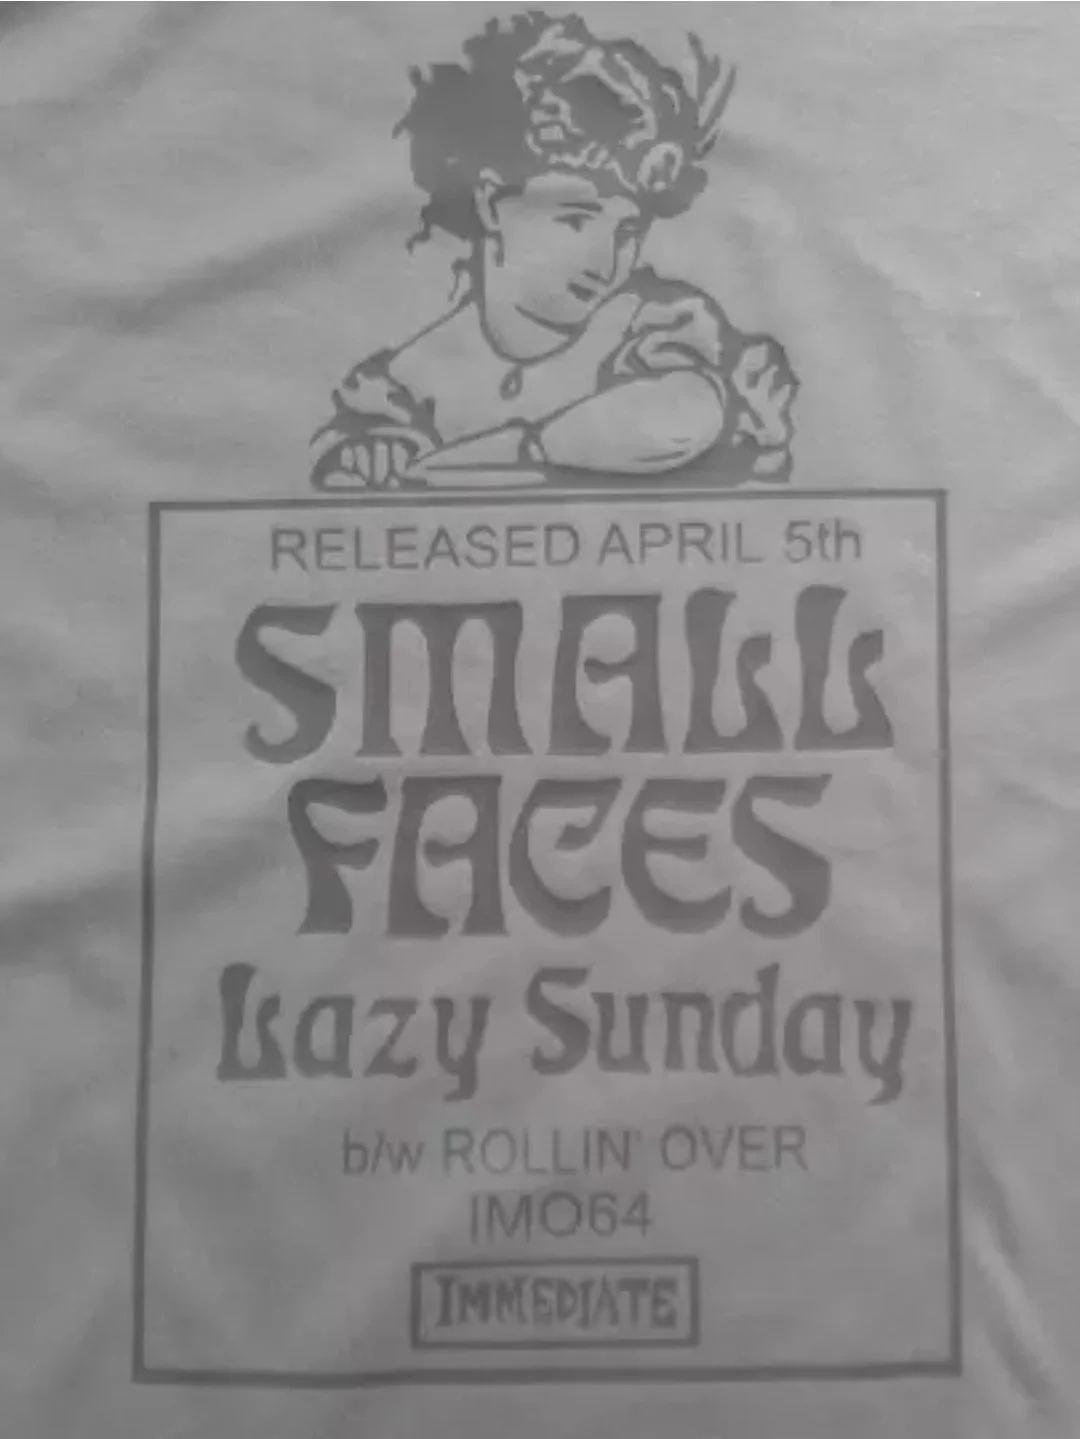 RELEASED APRIL 5th
SMALL
FACES
Lazy Sunday
b/w ROLLIN' OVER
IMO64
IMMEDIATE